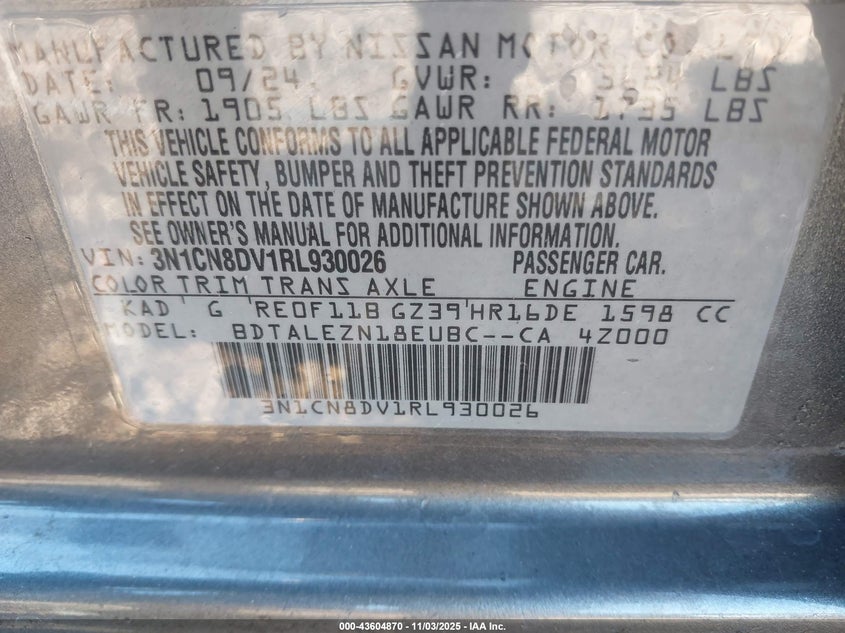 MANUFACTURED BY NISSAN MOTOR CO., LTD.
DATE: 09/24 GVWR: LBS
GAWR FR: 1905 LBS GAWR RR: 1735 LBS
THIS VEHICLE CONFORMS TO ALL APPLICABLE FEDERAL MOTOR
VEHICLE SAFETY, BUMPER AND THEFT PREVENTION STANDARDS
IN EFFECT ON THE DATE OF MANUFACTURE SHOWN ABOVE.
SEE OWNER'S MANUAL FOR ADDITIONAL INFORMATION
VIN: 3N1CN8DV1RL930026 PASSENGER CAR.
COLOR TRIM TRANS AXLE ENGINE
KAD G RE0F11B GZ39 HR16DE 1598 CC
MODEL: BDTALEZN18EUBC--CA 4Z000
3N1CN8DV1RL930026
000-43604870 - 11/03/2025 - IAA Inc.